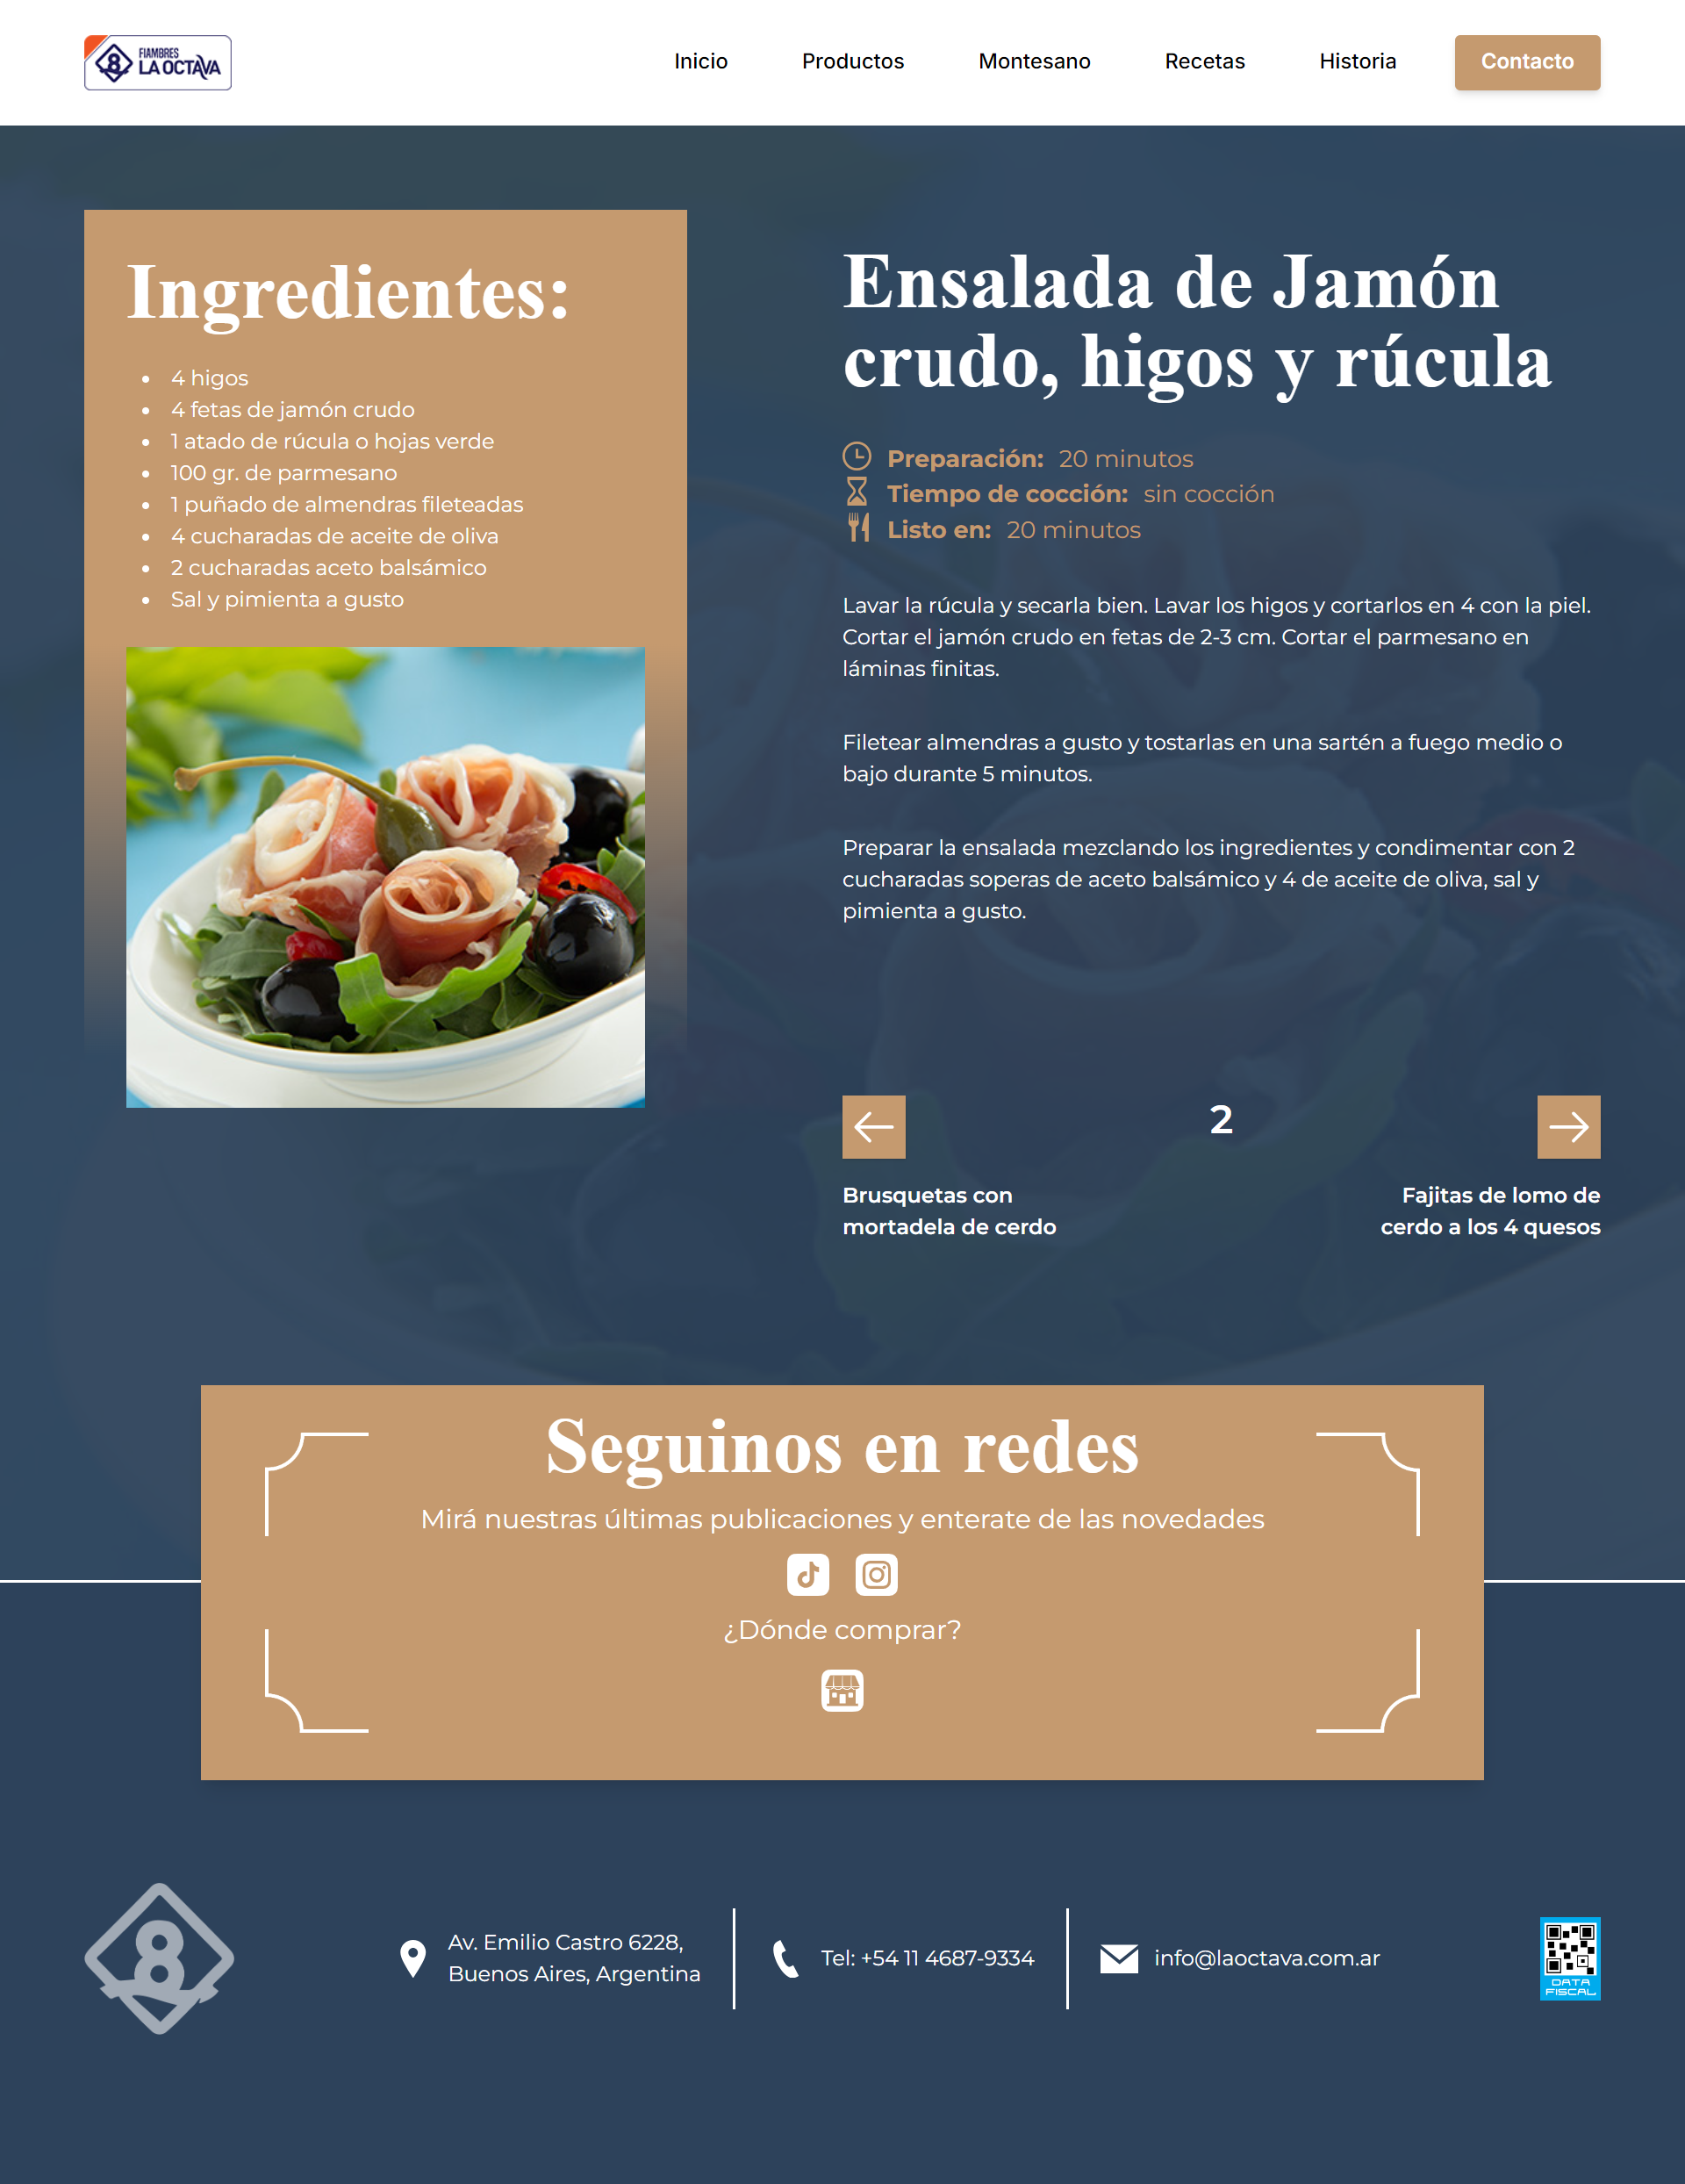 FIAMBRES
LA OCTAVA
Inicio
Productos
Montesano
Recetas
Historia
Contacto
Ingredientes:
4 higos
4 fetas de jamón crudo
1 atado de rúcula o hojas verde
100 gr. de parmesano
1 puñado de almendras fileteadas
4 cucharadas de aceite de oliva
2 cucharadas aceto balsámico
Sal y pimienta a gusto
Ensalada de Jamón
crudo, higos y rúcula
Preparación: 20 minutos
Tiempo de cocción: sin cocción
Listo en: 20 minutos
Lavar la rúcula y secarla bien. Lavar los higos y cortarlos en 4 con la piel.
Cortar el jamón crudo en fetas de 2-3 cm. Cortar el parmesano en
láminas finitas.
Filetear almendras a gusto y tostarlas en una sartén a fuego medio o
bajo durante 5 minutos.
Preparar la ensalada mezclando los ingredientes y condimentar con 2
cucharadas soperas de aceto balsámico y 4 de aceite de oliva, sal y
pimienta a gusto.
2
Brusquetas con
mortadela de cerdo
Fajitas de lomo de
cerdo a los 4 quesos
Seguinos en redes
Mirá nuestras últimas publicaciones y enterate de las novedades
¿Dónde comprar?
8
Av. Emilio Castro 6228,
Buenos Aires, Argentina
Tel: +54 11 4687-9334
info@laoctava.com.ar
DATA
FISCAL